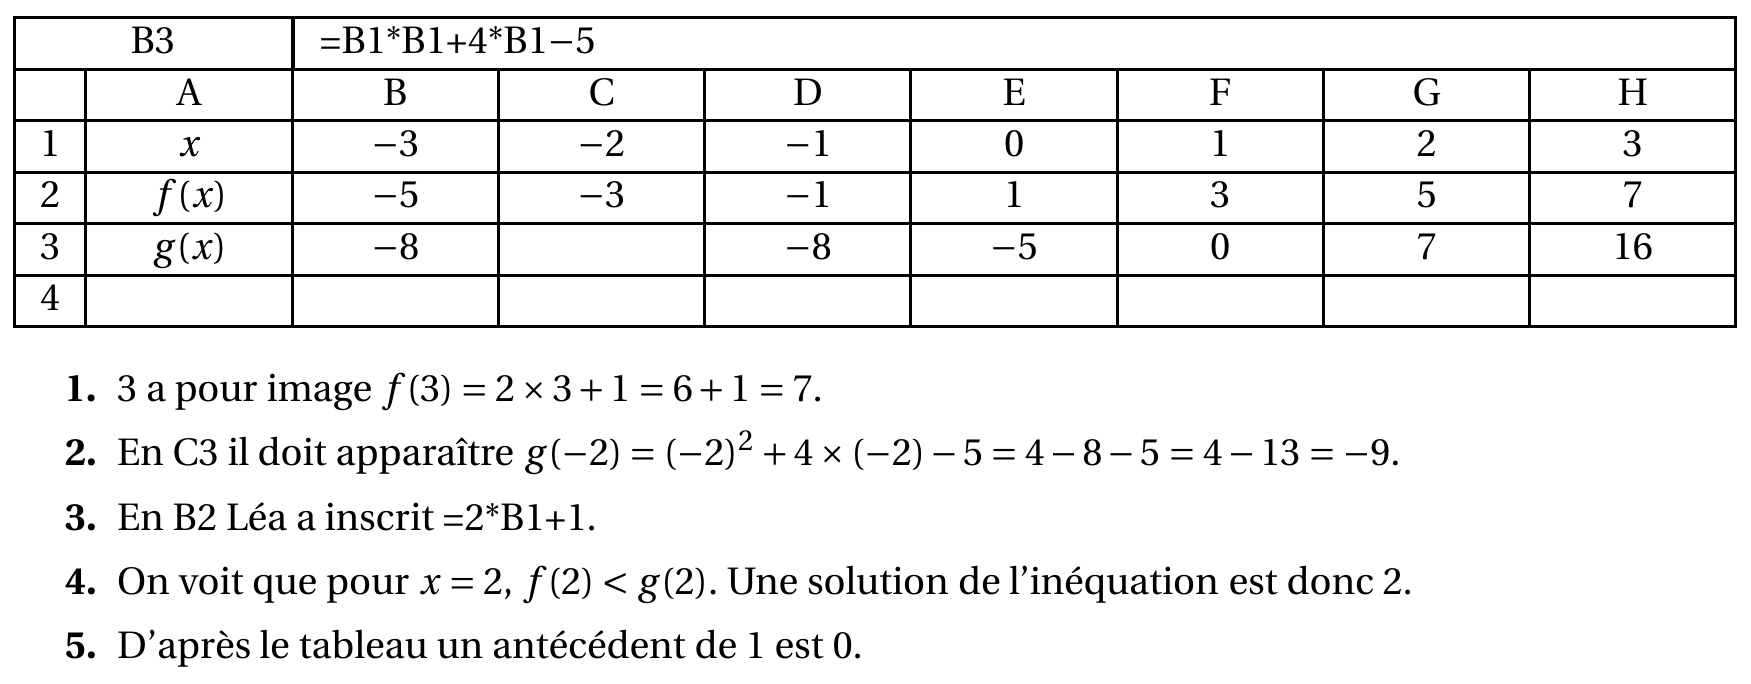 B3 =B1*B1+4*B1−5
A B C D E F G H
1 x −3 −2 −1 0 1 2 3
2 f(x) −5 −3 −1 1 3 5 7
3 g(x) −8 −8 −5 0 7 16
4
1. 3 a pour image f(3) = 2 × 3 + 1 = 6 + 1 = 7.
2. En C3 il doit apparaître g(−2) = (−2)² + 4 × (−2) − 5 = 4 − 8 − 5 = 4 − 13 = −9.
3. En B2 Léa a inscrit =2*B1+1.
4. On voit que pour x = 2, f(2) < g(2). Une solution de l’inéquation est donc 2.
5. D’après le tableau un antécédent de 1 est 0.